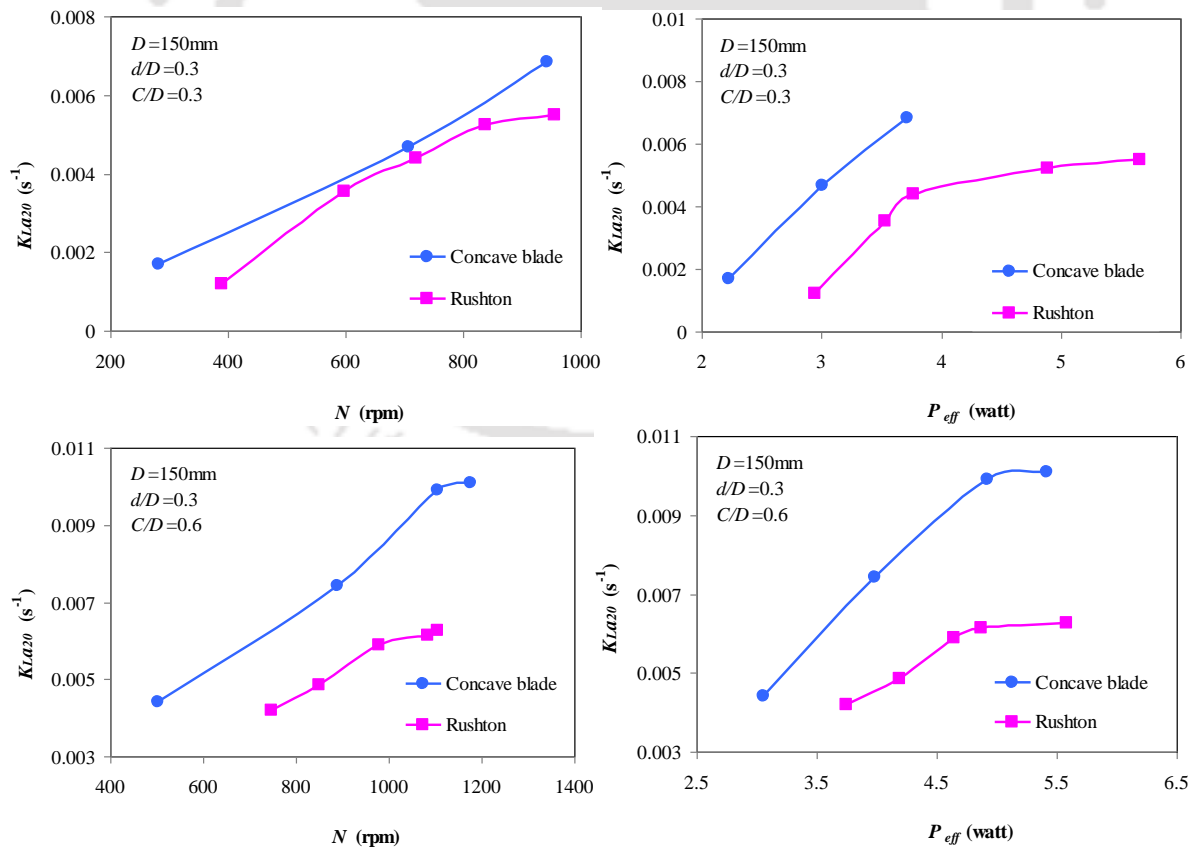 0.008
0.006
0.004
0.002
0
200 400 600 800 1000
KLa20 (s-1)
N (rpm)
D =150mm
d/D =0.3
C/D =0.3
Concave blade
Rushton
0.01
0.008
0.006
0.004
0.002
0
2 3 4 5 6
KLa20 (s-1)
P eff (watt)
D =150mm
d/D=0.3
C/D =0.3
Concave blade
Rushton
0.011
0.009
0.007
0.005
0.003
400 600 800 1000 1200 1400
KLa20 (s-1)
N (rpm)
D =150mm
d/D=0.3
C/D =0.6
Concave blade
Rushton
0.011
0.009
0.007
0.005
0.003
2.5 3.5 4.5 5.5 6.5
KLa20 (s-1)
P eff (watt)
D =150mm
d/D=0.3
C/D =0.6
Concave blade
Rushton